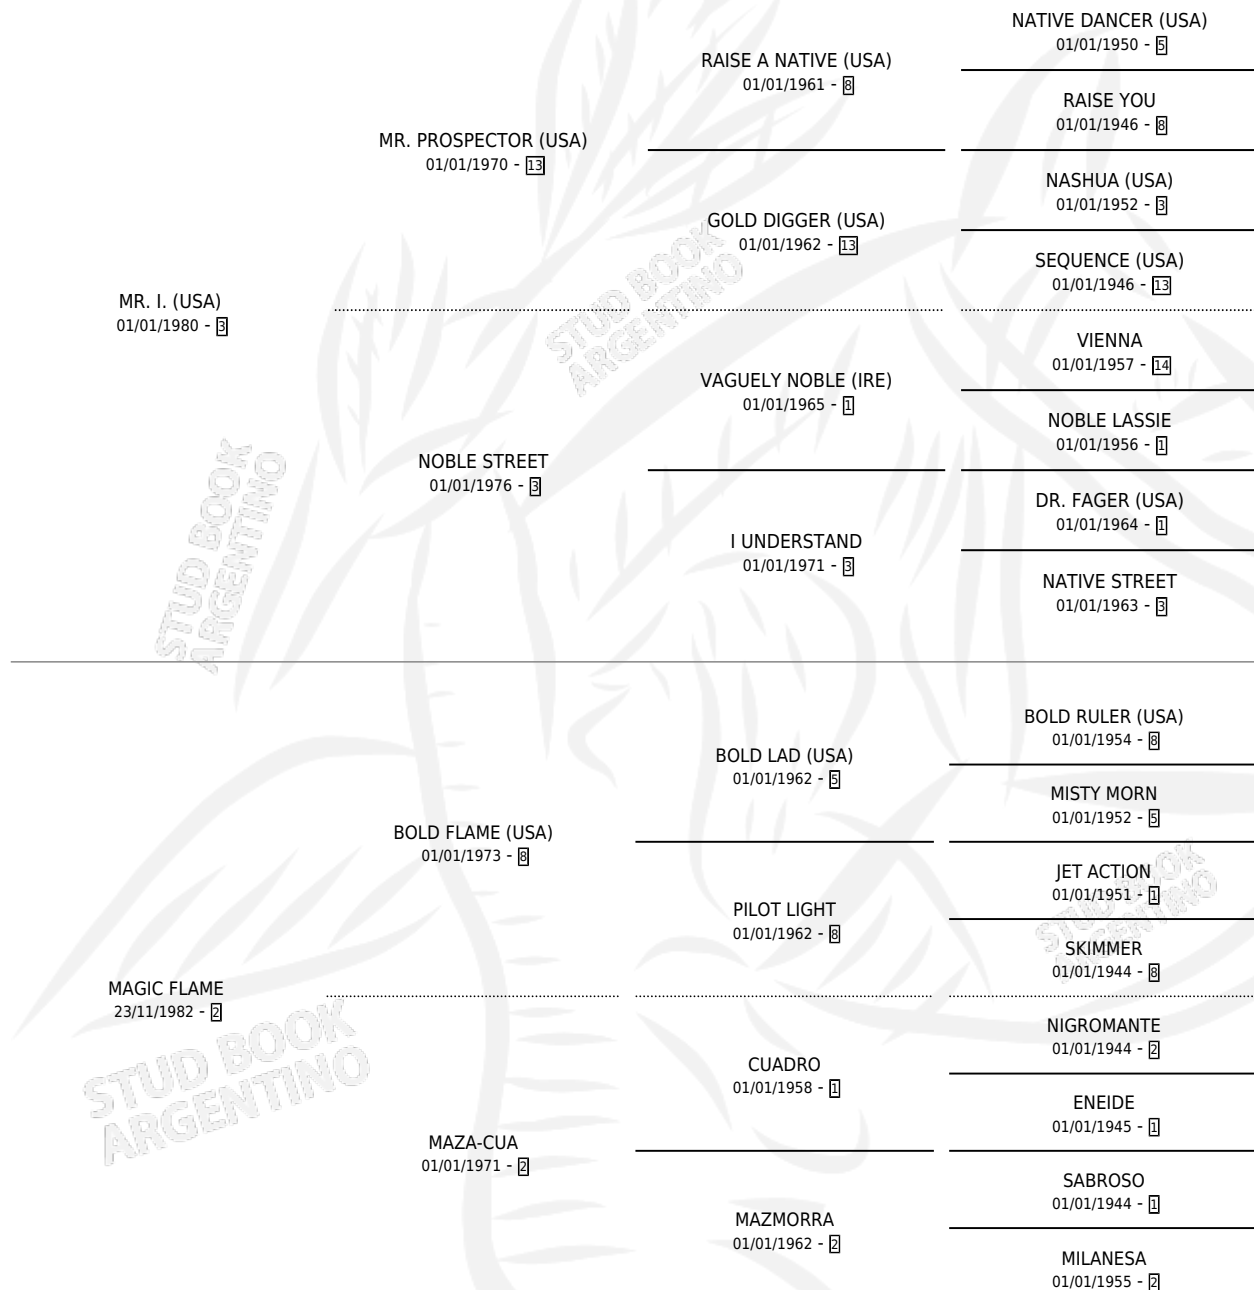 NATIVE DANCER (USA)
01/01/1950 - 5
RAISE A NATIVE (USA)
01/01/1961 - 8
RAISE YOU
01/01/1946 - 8
MR. PROSPECTOR (USA)
01/01/1970 - 13
NASHUA (USA)
01/01/1952 - 3
GOLD DIGGER (USA)
01/01/1962 - 13
SEQUENCE (USA)
01/01/1946 - 13
MR. I. (USA)
01/01/1980 - 3
VIENNA
01/01/1957 - 14
VAGUELY NOBLE (IRE)
01/01/1965 - 1
NOBLE LASSIE
01/01/1956 - 1
NOBLE STREET
01/01/1976 - 3
DR. FAGER (USA)
01/01/1964 - 1
I UNDERSTAND
01/01/1971 - 3
NATIVE STREET
01/01/1963 - 3
BOLD RULER (USA)
01/01/1954 - 8
BOLD LAD (USA)
01/01/1962 - 5
MISTY MORN
01/01/1952 - 5
BOLD FLAME (USA)
01/01/1973 - 8
JET ACTION
01/01/1951 - 1
PILOT LIGHT
01/01/1962 - 8
SKIMMER
01/01/1944 - 8
MAGIC FLAME
23/11/1982 - 2
NIGROMANTE
01/01/1944 - 2
CUADRO
01/01/1958 - 1
ENEIDE
01/01/1945 - 1
MAZA-CUA
01/01/1971 - 2
SABROSO
01/01/1944 - 1
MAZMORRA
01/01/1962 - 2
MILANESA
01/01/1955 - 2
STUD BOOK
ARGENTINO
STUD BOOK
ARGENTINO
STUD BOOK
ARGENTINO
STUD BOOK
ARGENTINO